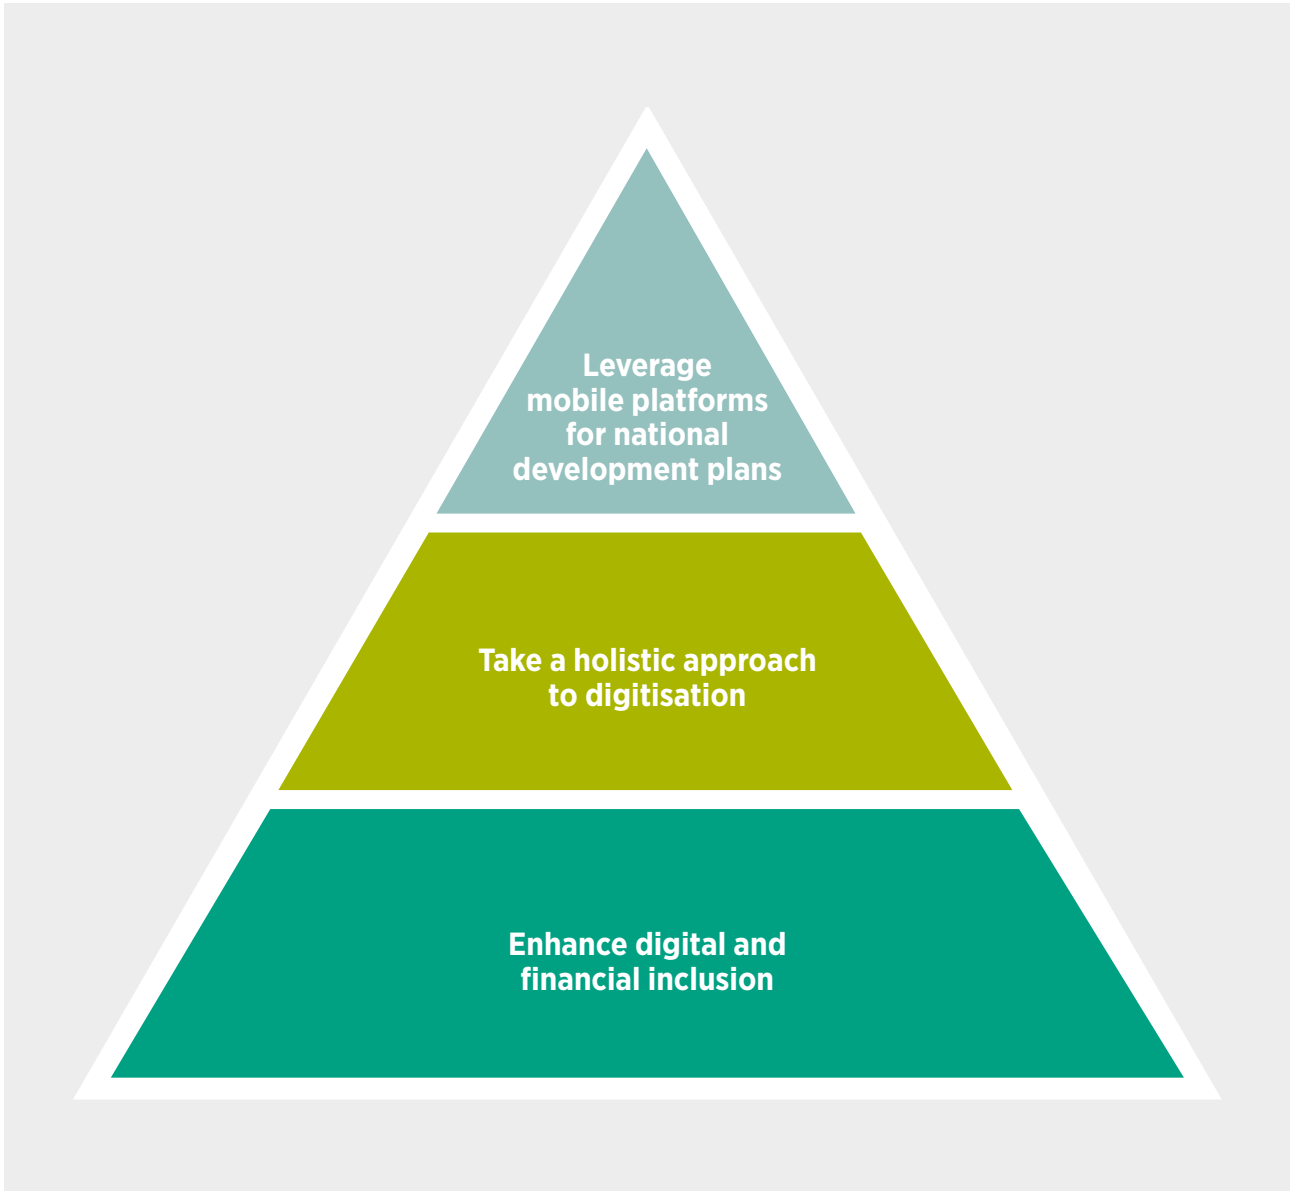 Leverage
mobile platforms
for national
development plans
Take a holistic approach
to digitisation
Enhance digital and
financial inclusion